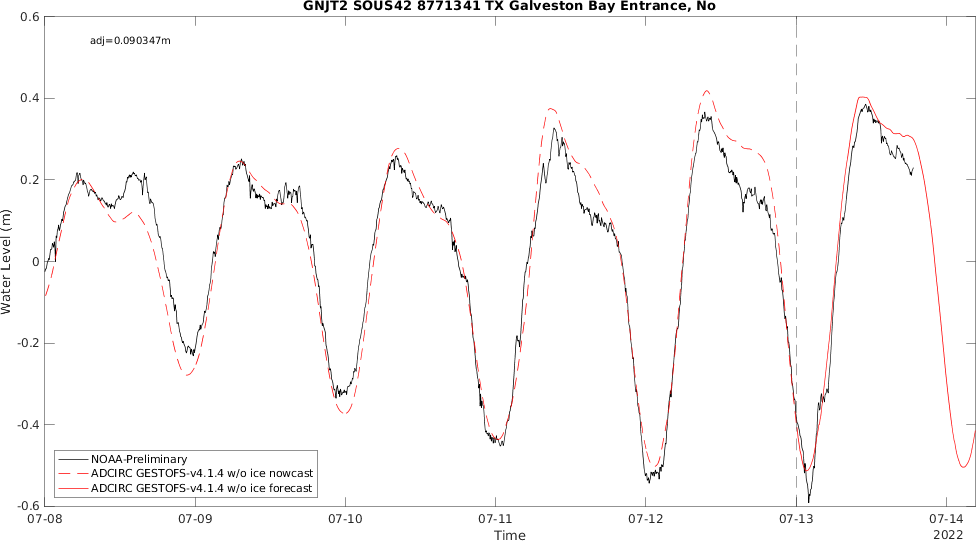 GNJT2 SOUS42 8771341 TX Galveston Bay Entrance, No
adj=0.090347m
Water Level (m)
0.6
0.4
0.2
0
-0.2
-0.4
-0.6
NOAA-Preliminary
ADCIRC GESTOFS-v4.1.4 w/o ice nowcast
ADCIRC GESTOFS-v4.1.4 w/o ice forecast
07-08 07-09 07-10 07-11 07-12 07-13 07-14
Time
2022